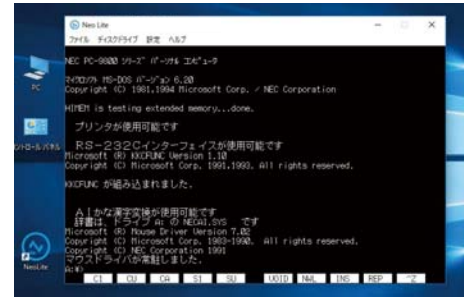 Neo Lite
ファイル ディスクドライブ 設定 ヘルプ
NEC PC-9800 シリーズ パーソナル コンピュータ
マイクロソフト MS-DOS バージョン 6.20
Copyright (C) 1981,1994 Microsoft Corp. / NEC Corporation
HIMEM is testing extended memory...done.
プリンタが使用可能です
RS-232Cインターフェイスが使用可能です
Microsoft (R) KKCFUNC Version 1.10
Copyright (C) Microsoft Corp. 1991,1993. All rights reserved.
KKCFUNC が組み込まれました.
AIかな漢字変換が使用可能です
辞書は、ドライブ A: の NECAI.SYS です
Microsoft (R) Mouse Driver Version 7.02
Copyright (C) Microsoft Corp. 1983-1990. All rights reserved.
Copyright (C) NEC Corporation 1991
マウスドライバが常駐しました.
A:¥>
C1 CU CA S1 SU VOID NWL INS REP ^Z
PC
コントロール パネル
NeoLite